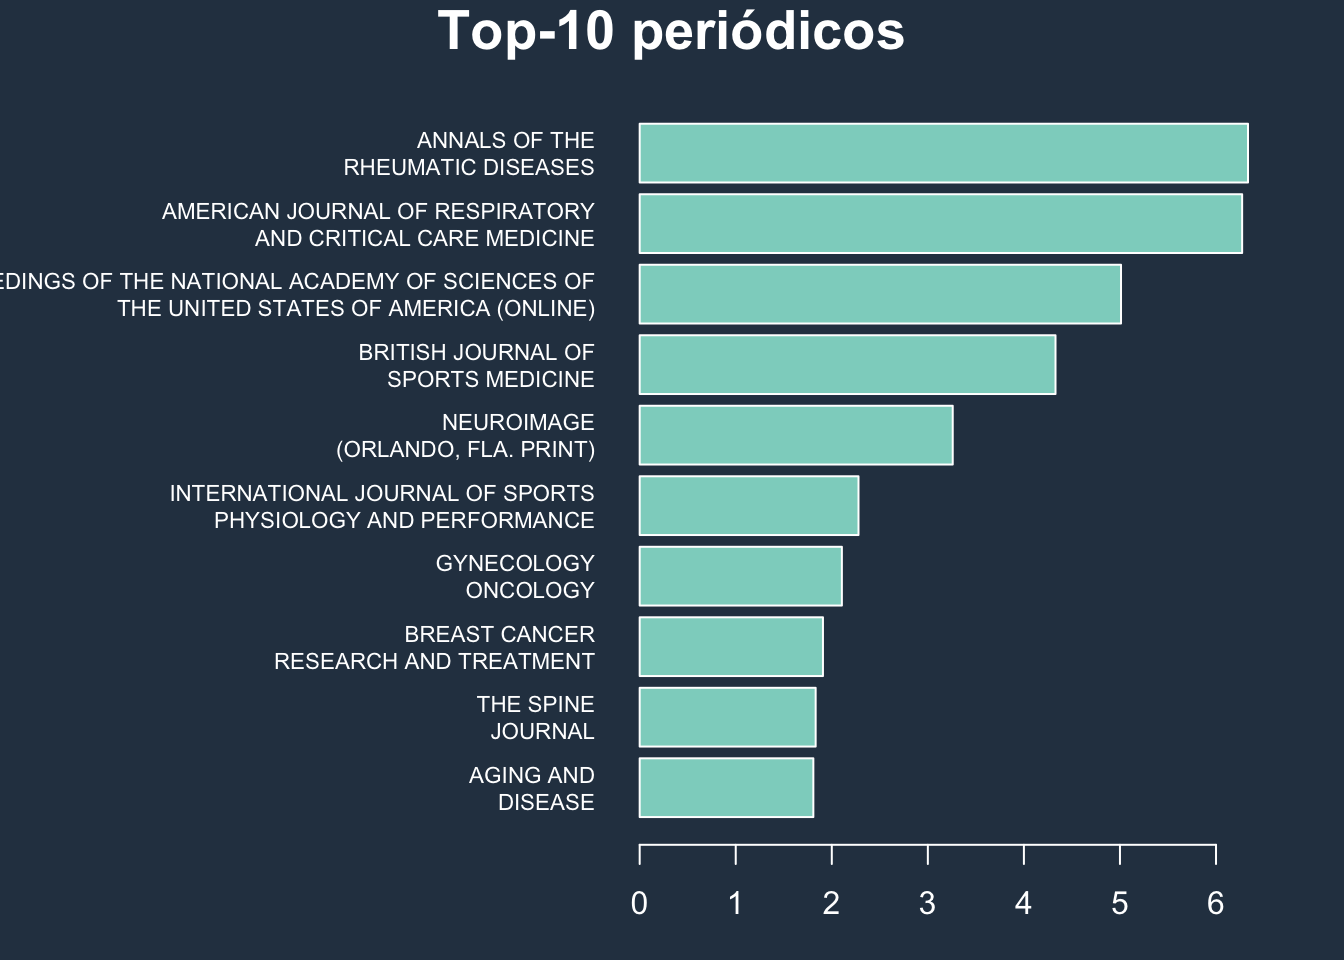 Top-10 periódicos
ANNALS OF THE
RHEUMATIC DISEASES
AMERICAN JOURNAL OF RESPIRATORY
AND CRITICAL CARE MEDICINE
EDINGS OF THE NATIONAL ACADEMY OF SCIENCES OF
THE UNITED STATES OF AMERICA (ONLINE)
BRITISH JOURNAL OF
SPORTS MEDICINE
NEUROIMAGE
(ORLANDO, FLA. PRINT)
INTERNATIONAL JOURNAL OF SPORTS
PHYSIOLOGY AND PERFORMANCE
GYNECOLOGY
ONCOLOGY
BREAST CANCER
RESEARCH AND TREATMENT
THE SPINE
JOURNAL
AGING AND
DISEASE
0 1 2 3 4 5 6